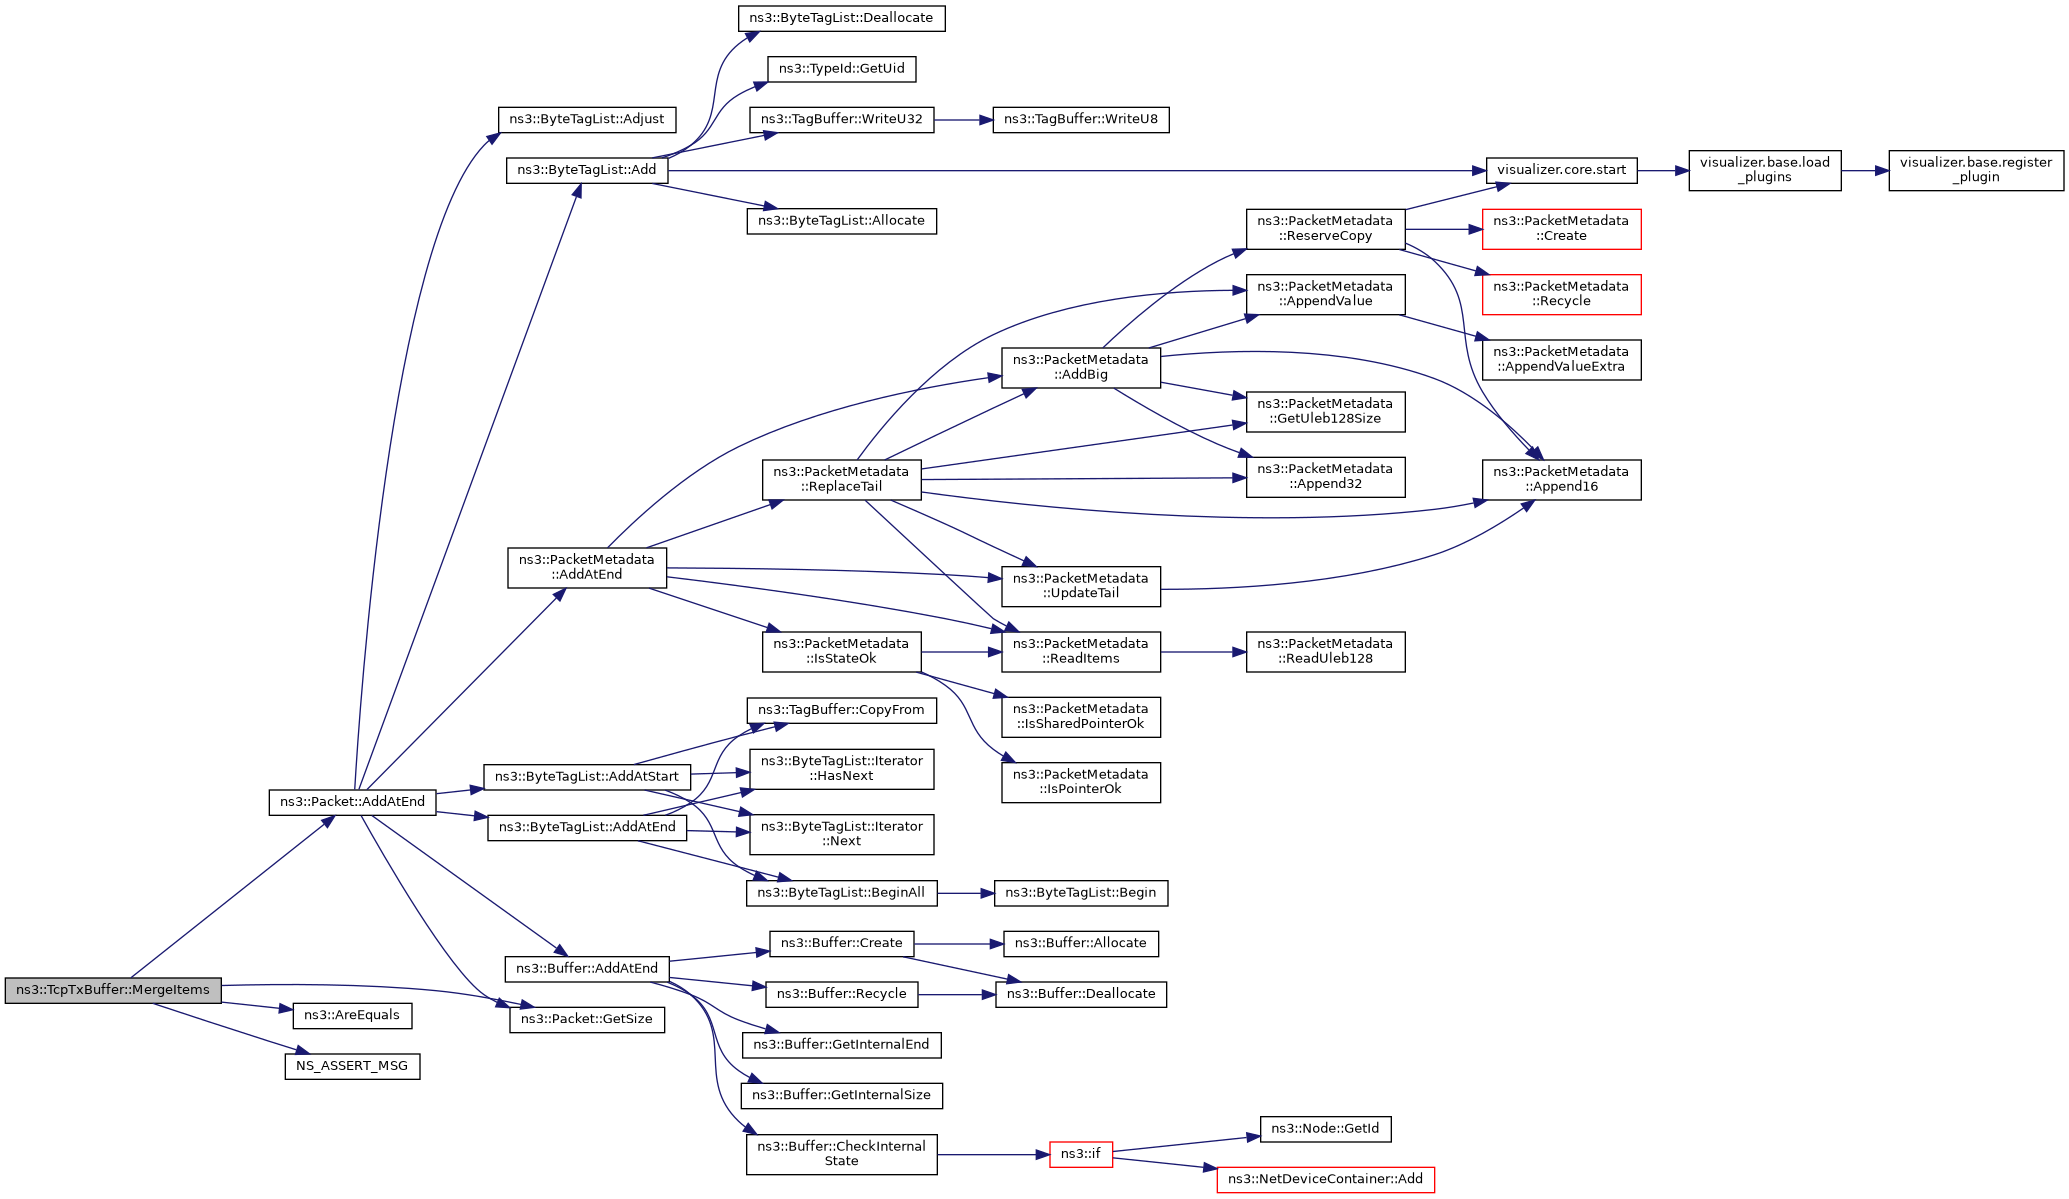 ns3::ByteTagList::Deallocate
ns3::TypeId::GetUid
ns3::ByteTagList::Adjust
ns3::TagBuffer::WriteU32
ns3::TagBuffer::WriteU8
ns3::ByteTagList::Add
visualizer.core.start
visualizer.base.load
_plugins
visualizer.base.register
_plugin
ns3::ByteTagList::Allocate
ns3::PacketMetadata
::ReserveCopy
ns3::PacketMetadata
::Create
ns3::PacketMetadata
::AppendValue
ns3::PacketMetadata
::Recycle
ns3::PacketMetadata
::AddBig
ns3::PacketMetadata
::AppendValueExtra
ns3::PacketMetadata
::GetUleb128Size
ns3::PacketMetadata
::ReplaceTail
ns3::PacketMetadata
::Append32
ns3::PacketMetadata
::Append16
ns3::PacketMetadata
::AddAtEnd
ns3::PacketMetadata
::UpdateTail
ns3::PacketMetadata
::IsStateOk
ns3::PacketMetadata
::ReadItems
ns3::PacketMetadata
::ReadUleb128
ns3::TagBuffer::CopyFrom
ns3::PacketMetadata
::IsSharedPointerOk
ns3::ByteTagList::AddAtStart
ns3::ByteTagList::Iterator
::HasNext
ns3::PacketMetadata
::IsPointerOk
ns3::Packet::AddAtEnd
ns3::ByteTagList::AddAtEnd
ns3::ByteTagList::Iterator
::Next
ns3::ByteTagList::BeginAll
ns3::ByteTagList::Begin
ns3::Buffer::Create
ns3::Buffer::Allocate
ns3::Buffer::AddAtEnd
ns3::TcpTxBuffer::MergeItems
ns3::Buffer::Recycle
ns3::Buffer::Deallocate
ns3::AreEquals
ns3::Packet::GetSize
ns3::Buffer::GetInternalEnd
NS_ASSERT_MSG
ns3::Buffer::GetInternalSize
ns3::Buffer::CheckInternal
State
ns3::if
ns3::Node::GetId
ns3::NetDeviceContainer::Add